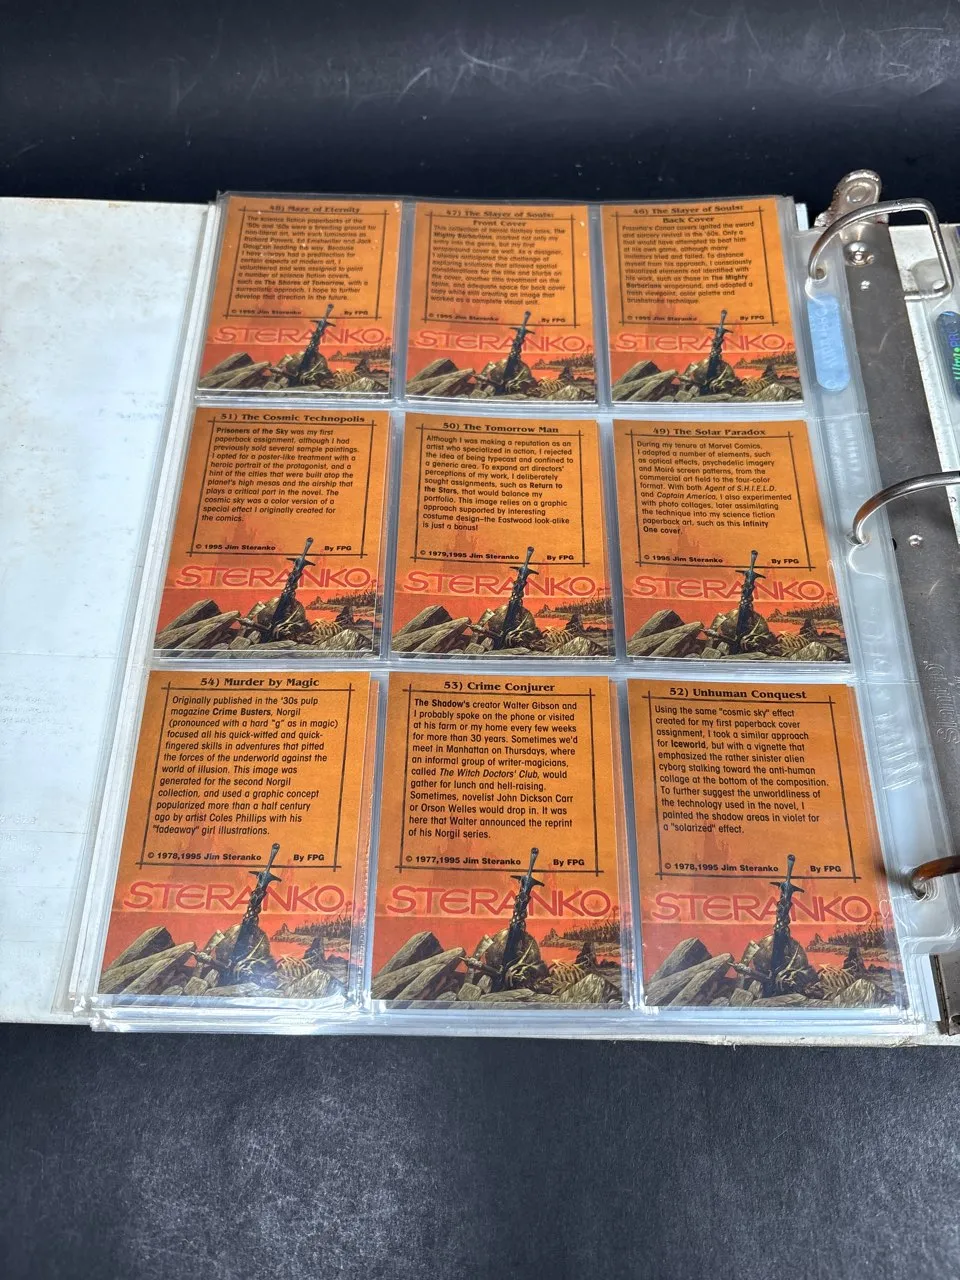 48) Maze of Eternity
The science fiction paperbacks of the
'50s and '60s were a breeding ground for
Richard Powers, Ed Emshwiller and Jack
leading the way. Because
I have always had a predilection for
certain aspects of modern art, I
volunteered and was assigned to paint
a number of science fiction covers,
such as The Shores of Tomorrow, with a
surrealistic approach. I hope to further
develop that direction in the future.
© 1995 Jim Steranko By FPG
STERANKO
47) The Slayer of Souls:
Front Cover
This collection of heroic fantasy tales, The
Mighty Barbarians, marked not only my
entry into the genre, but my first
wraparound cover as well. As a designer,
I always anticipated the challenge of
exploring solutions that allowed spatial
considerations for the title and blurbs on
the cover, another title treatment on the
spine, and adequate space for back cover
copy while still creating an image that
worked as a complete visual unit.
© 1995 Jim Steranko By FPG
STERANKO
46) The Slayer of Souls:
Back Cover
Frazetta's Conan covers ignited the sword
and sorcery revival in the '60s. Only a
fool would have attempted to beat him
at his own game, although many
imitators tried and failed. To distance
myself from his approach, I consciously
visualized elements not identified with
his work, such as those in The Mighty
Barbarians wraparound, and adopted a
fresh viewpoint, color palette and
brushstroke technique.
© 1995 Jim Steranko By FPG
STERANKO
51) The Cosmic Technopolis
Prisoners of the Sky was my first
paperback assignment, although I had
previously sold several sample paintings.
I opted for a poster-like treatment with a
heroic portrait of the protagonist, and a
hint of the cities that were built atop the
planet's high mesas and the airship that
plays a critical part in the novel. The
cosmic sky was a color version of a
special effect I originally created for
the comics.
© 1995 Jim Steranko By FPG
STERANKO
50) The Tomorrow Man
Although I was making a reputation as an
artist who specialized in action, I rejected
the idea of being typecast and confined to
a generic area. To expand art directors'
perceptions of my work, I deliberately
sought assignments, such as Return to
the Stars, that would balance my
portfolio. This image relies on a graphic
approach supported by interesting
costume design–the Eastwood look-alike
is just a bonus!
© 1979,1995 Jim Steranko By FPG
STERANKO
49) The Solar Paradox
During my tenure at Marvel Comics,
I adopted a number of elements, such
as optical effects, psychedelic imagery
and Moiré screen patterns, from the
commercial art field to the four-color
format. With both Agent of S.H.I.E.L.D.
and Captain America, I also experimented
with photo collages, later assimilating
the technique into my science fiction
paperback art, such as this Infinity
One cover.
© 1995 Jim Steranko By FPG
STERANKO
54) Murder by Magic
Originally published in the '30s pulp
magazine Crime Busters, Norgil
(pronounced with a hard "g" as in magic)
focused all his quick-witted and quick-
fingered skills in adventures that pitted
the forces of the underworld against the
world of illusion. This image was
generated for the second Norgil
collection, and used a graphic concept
popularized more than a half century
ago by artist Coles Phillips with his
"fadeaway" girl illustrations.
© 1978,1995 Jim Steranko By FPG
STERANKO
53) Crime Conjurer
The Shadow's creator Walter Gibson and
I probably spoke on the phone or visited
at his farm or my home every few weeks
for more than 30 years. Sometimes we'd
meet in Manhattan on Thursdays, where
an informal group of writer-magicians,
called The Witch Doctors' Club, would
gather for lunch and hell-raising.
Sometimes, novelist John Dickson Carr
or Orson Welles would drop in. It was
here that Walter announced the reprint
of his Norgil series.
© 1977,1995 Jim Steranko By FPG
STERANKO
52) Unhuman Conquest
Using the same "cosmic sky" effect
created for my first paperback cover
assignment, I took a similar approach
for Iceworld, but with a vignette that
emphasized the rather sinister alien
cyborg stalking toward the anti-human
collage at the bottom of the composition.
To further suggest the unworldliness of
the technology used in the novel, I
painted the shadow areas in violet for
a "solarized" effect.
© 1978,1995 Jim Steranko By FPG
STERANKO